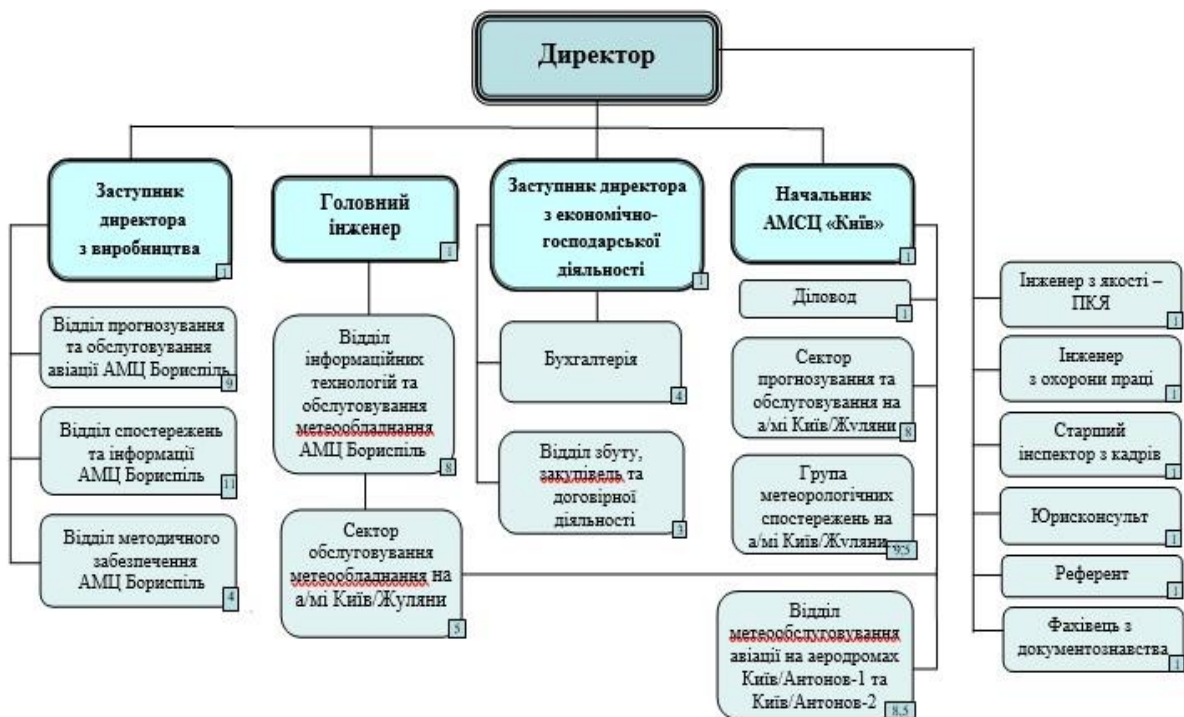 Директор
Заступник
директора
з виробництва
1
Відділ прогнозування
та обслуговування
авіації АМЦ Бориспіль
9
Відділ спостережень
та інформації
АМЦ Бориспіль
11
Відділ методичного
забезпечення
АМЦ Бориспіль
4
Головний
інженер
1
Відділ
інформаційних
технологій та
обслуговування
метеообладнання
АМЦ Бориспіль
8
Сектор
обслуговування
метеообладнання на
а/мі Київ/Жуляни
5
Заступник директора
з економічно-
господарської
діяльності
1
Бухгалтерія
4
Відділ збуту,
закупівель та
договірної
діяльності
3
Начальник
АМСЦ «Київ»
1
Діловод
1
Сектор
прогнозування та
обслуговування на
а/мі Київ/Жуляни
8
Група
метеорологічних
спостережень на
а/мі Київ/Жуляни
9.5
Відділ
метеообслуговування
авіації на аеродромах
Київ/Антонов-1 та
Київ/Антонов-2
8.5
Інженер з якості –
ПКЯ
1
Інженер
з охорони праці
1
Старший
інспектор з кадрів
1
Юрисконсульт
1
Референт
1
Фахівець з
документознавства
1